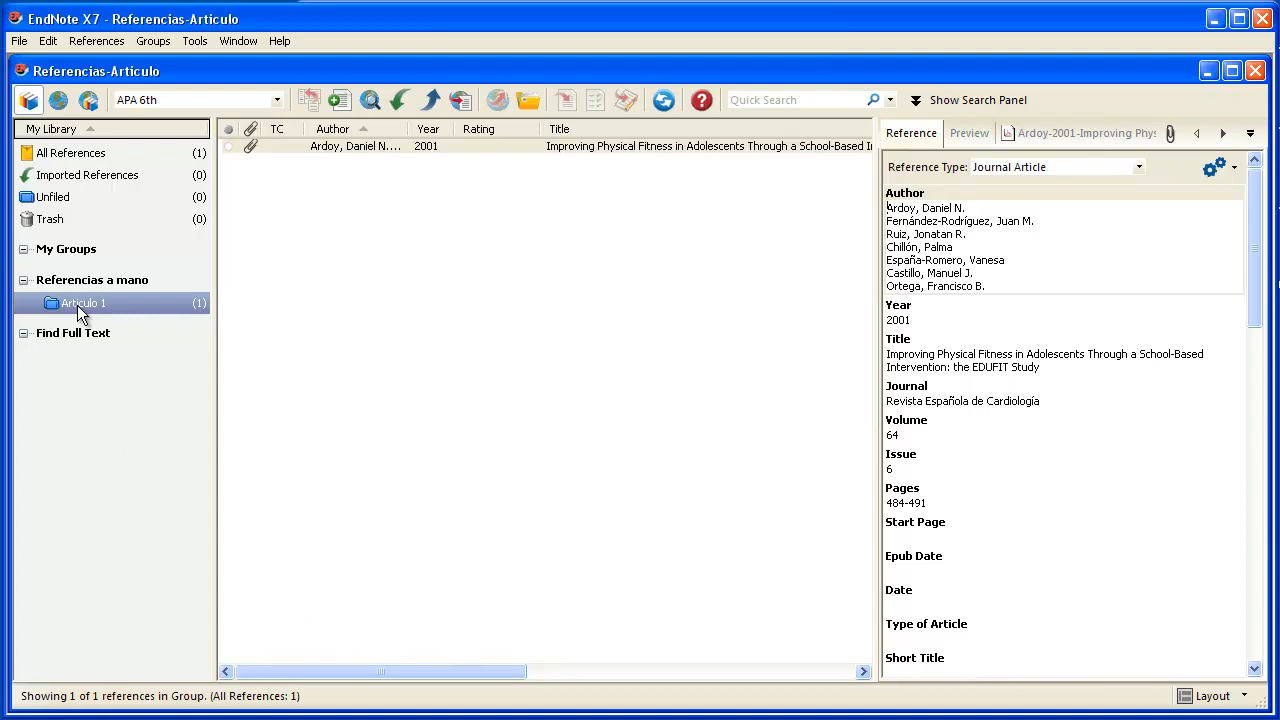 EndNote X7 - Referencias-Articulo
File Edit References Groups Tools Window Help
Referencias-Articulo
APA 6th
Quick Search
Show Search Panel
My Library
All References (1)
Imported References (0)
Unfiled (0)
Trash (0)
My Groups
Referencias a mano
Articulo 1 (1)
Find Full Text
TC Author Year Rating Title
Ardoy, Daniel N.... 2001 Improving Physical Fitness in Adolescents Through a School-Based I
Reference Preview Ardoy-2001-Improving Phys
Reference Type: Journal Article
Author
Ardoy, Daniel N.
Fernández-Rodríguez, Juan M.
Ruiz, Jonatan R.
Chillón, Palma
España-Romero, Vanesa
Castillo, Manuel J.
Ortega, Francisco B.
Year
2001
Title
Improving Physical Fitness in Adolescents Through a School-Based
Intervention: the EDUFIT Study
Journal
Revista Española de Cardiología
Volume
64
Issue
6
Pages
484-491
Start Page
Epub Date
Date
Type of Article
Short Title
Showing 1 of 1 references in Group. (All References: 1)
Layout